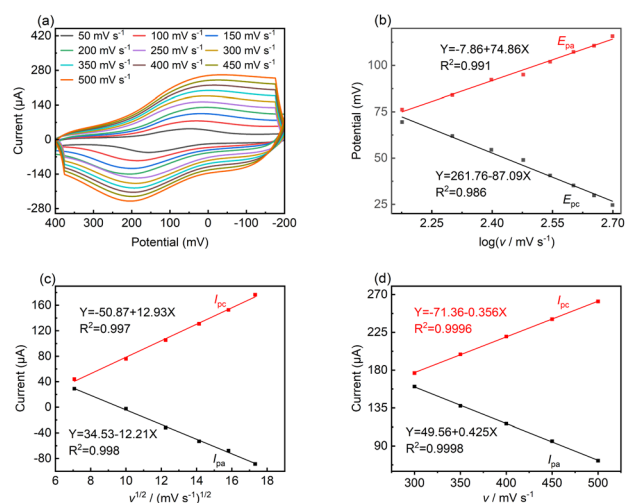 (a)
50 mV s⁻¹ 100 mV s⁻¹ 150 mV s⁻¹
200 mV s⁻¹ 250 mV s⁻¹ 300 mV s⁻¹
350 mV s⁻¹ 400 mV s⁻¹ 450 mV s⁻¹
500 mV s⁻¹
420
280
140
0
-140
-280
Current (μA)
400 300 200 100 0 -100 -200
Potential (mV)
(b)
Y=-7.86+74.86X
R²=0.991
Epa
Y=261.76-87.09X
R²=0.986
Epc
100
75
50
25
Potential (mV)
2.25 2.40 2.55 2.70
log(v / mV s⁻¹)
(c)
Y=-50.87+12.93X
R²=0.997
Ipc
Y=34.53-12.21X
R²=0.998
Ipa
160
120
80
40
0
-40
-80
Current (μA)
6 8 10 12 14 16 18
v¹/² / (mV s⁻¹)¹/²
(d)
Y=-71.36-0.356X
R²=0.9996
Ipc
Y=49.56+0.425X
R²=0.9998
Ipa
270
225
180
135
90
Current (μA)
300 350 400 450 500
v / mV s⁻¹